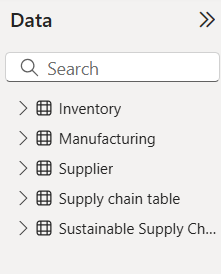 Data
Search
Inventory
Manufacturing
Supplier
Supply chain table
Sustainable Supply Ch...